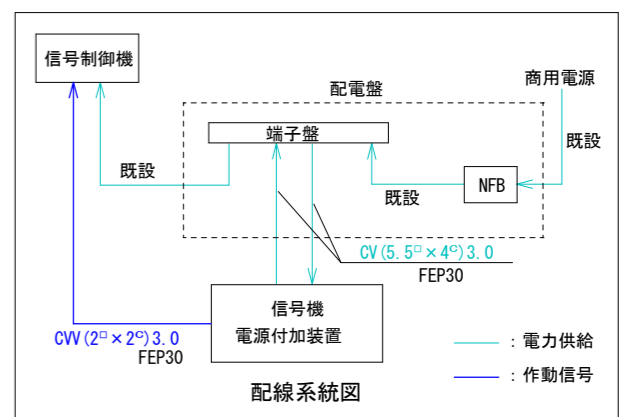 信号制御機
配電盤
商用電源
端子盤
既設
既設
既設
NFB
CV(5.5□×4C)3.0
FEP30
信号機
電源付加装置
CVV(2□×2C)3.0
FEP30
：電力供給
：作動信号
配線系統図